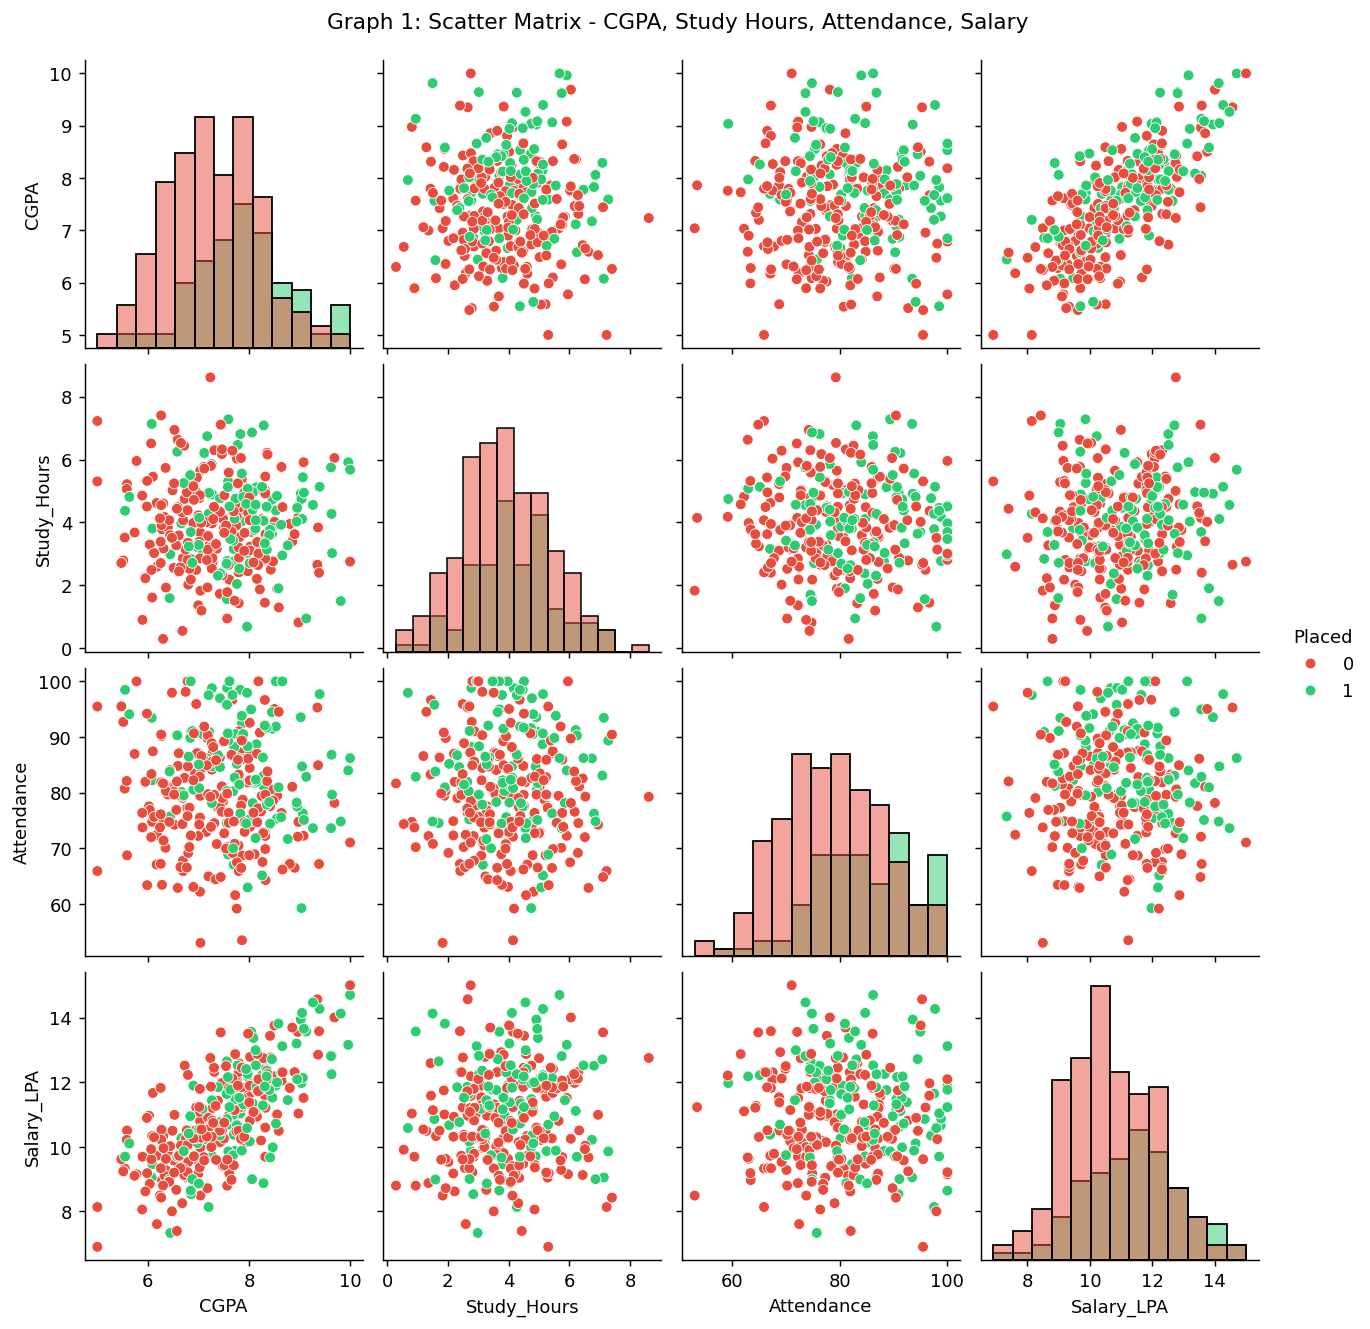 Graph 1: Scatter Matrix - CGPA, Study Hours, Attendance, Salary
10
9
8
7
6
5
CGPA
8
6
4
2
0
Study_Hours
Placed
0
1
100
90
80
70
60
Attendance
14
12
10
8
Salary_LPA
6 8 10 0 2 4 6 8 60 80 100 8 10 12 14
CGPA Study_Hours Attendance Salary_LPA